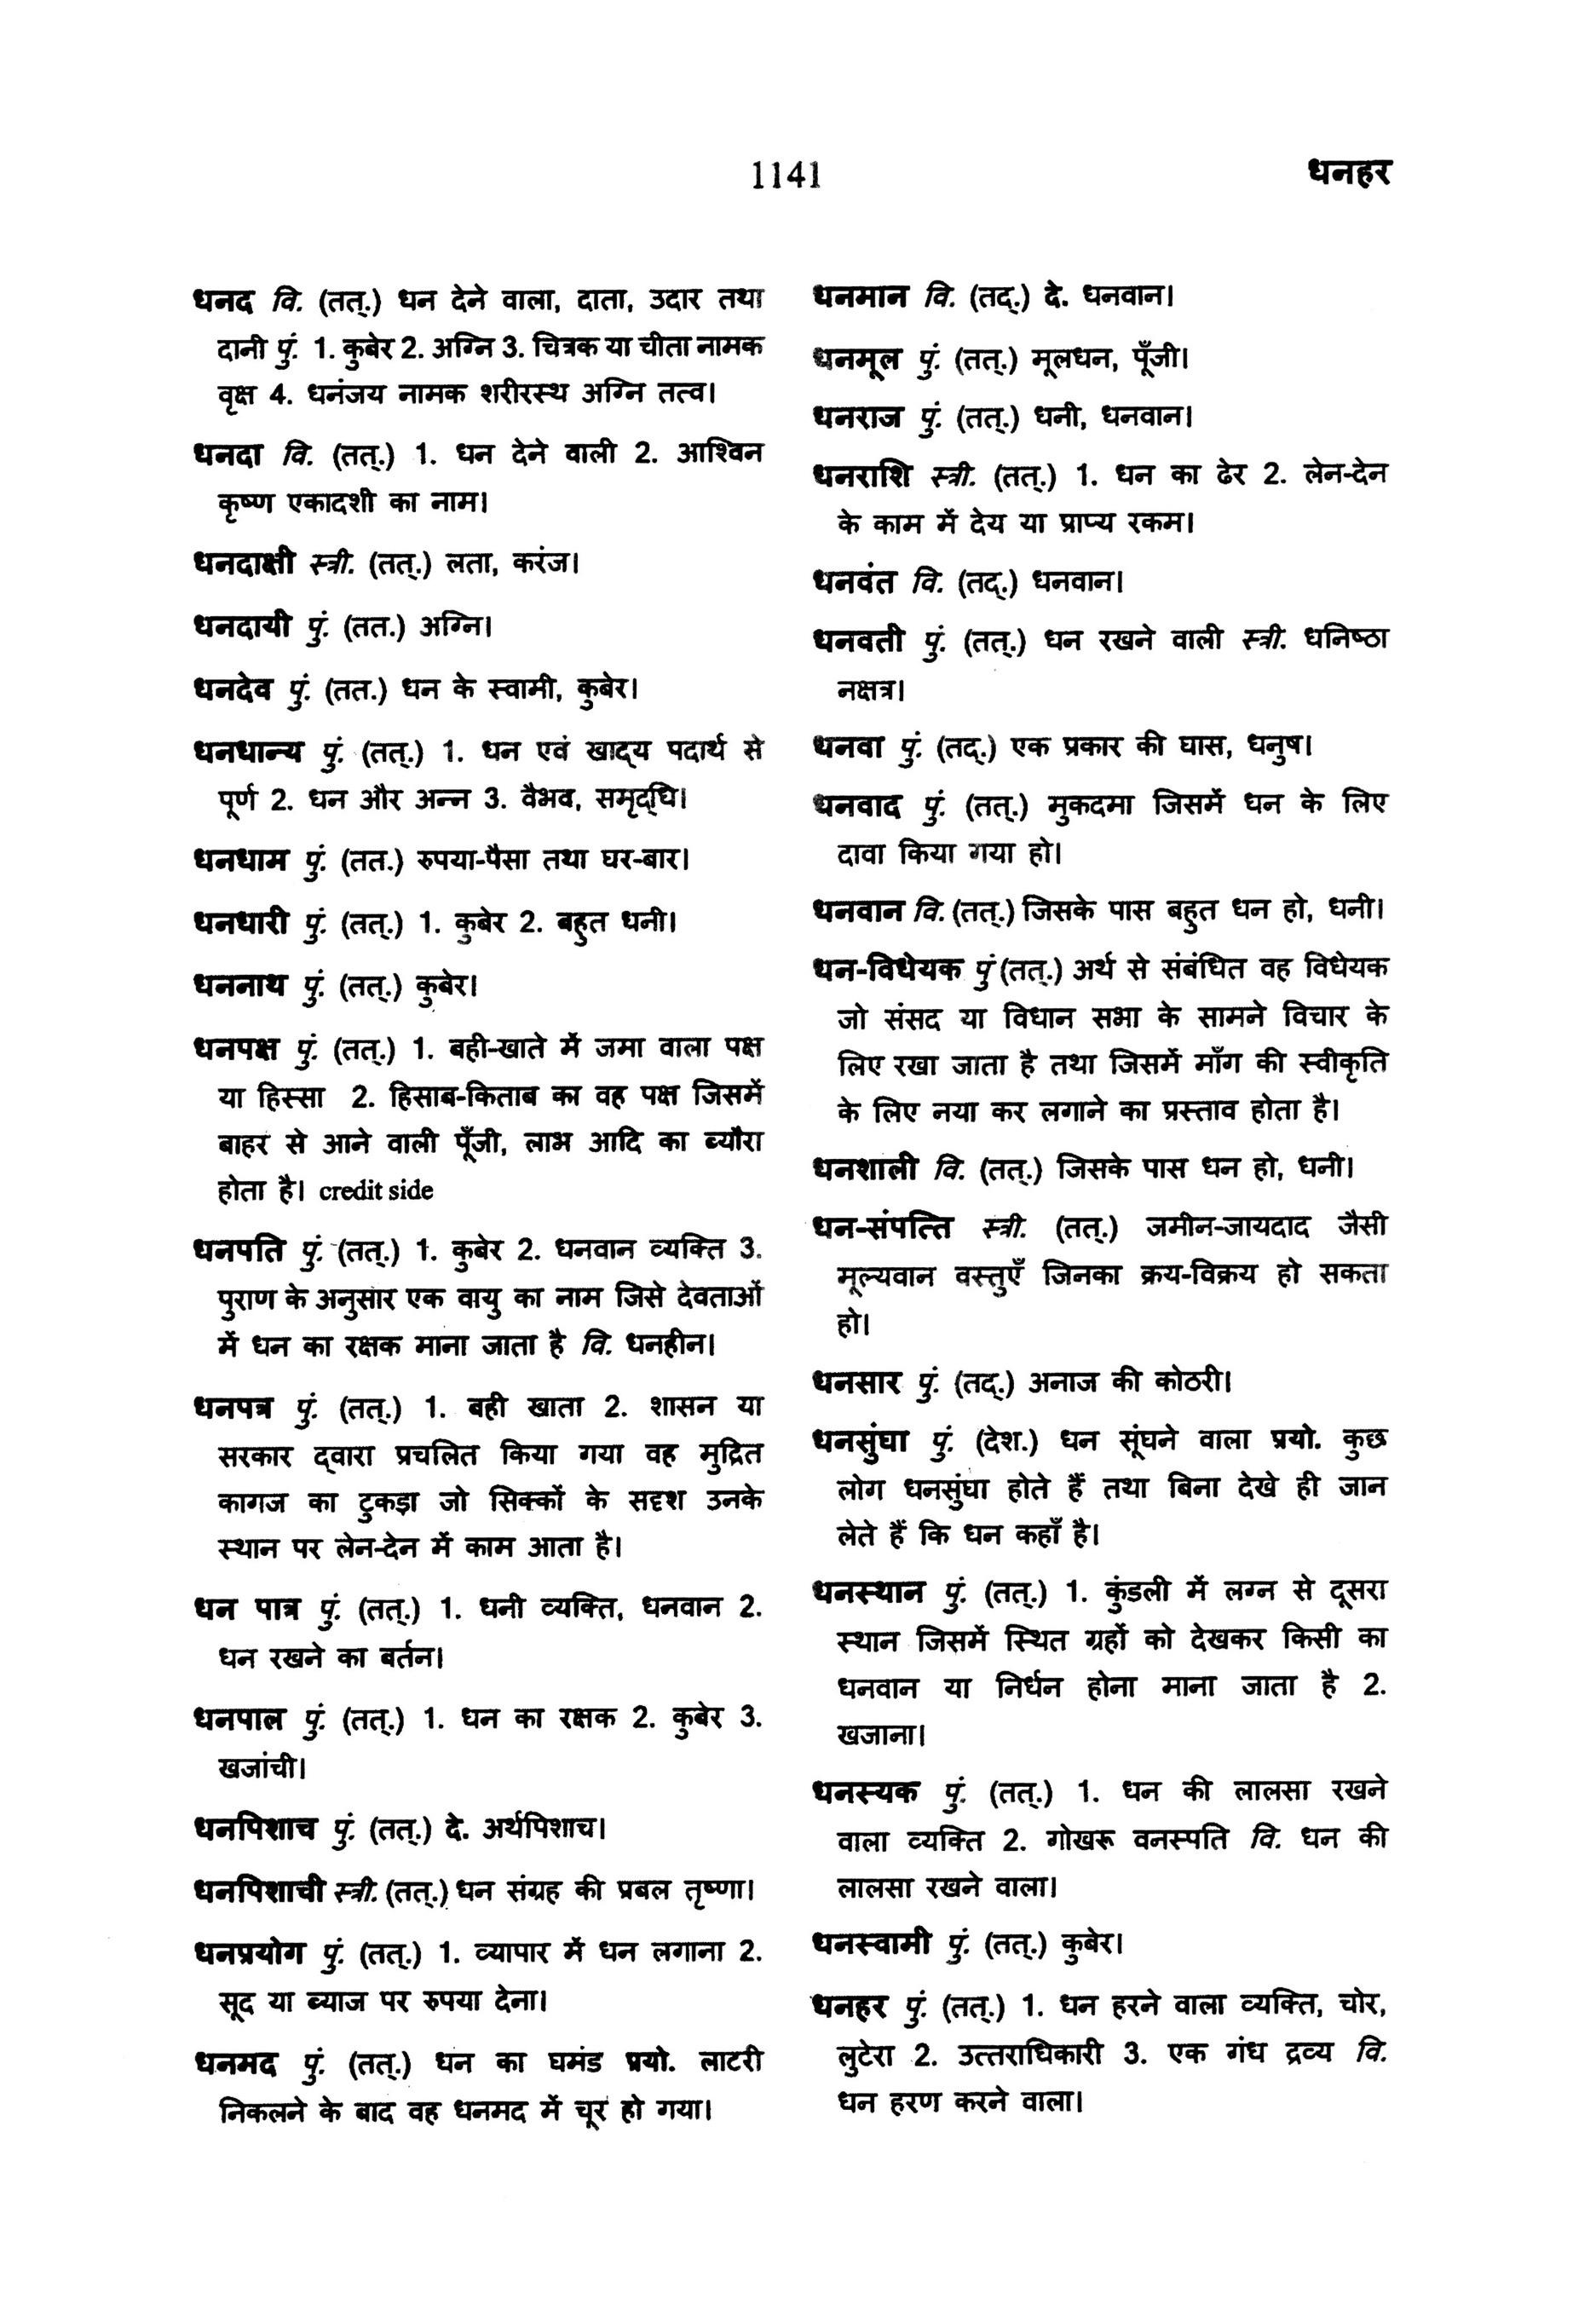 1141
धनहर
धनद वि. (तत्.) धन देने वाला, दाता, उदार तथा
दानी पुं. 1. कुबेर 2. अग्नि 3. चित्रक या चीता नामक
वृक्ष 4. धनंजय नामक शरीरस्थ अग्नि तत्व।
धनदा वि. (तत्.) 1. धन देने वाली 2. आश्विन
कृष्ण एकादशी का नाम।
धनदाक्षी स्त्री. (तत्.) लता, करंज।
धनदायी पुं. (तत.) अग्नि।
धनदेव पुं. (तत.) धन के स्वामी, कुबेर।
धनधान्य पुं. (तत्.) 1. धन एवं खाद्‌य पदार्थ से
पूर्ण 2. धन और अन्न 3. वैभव, समृद्‌धि।
धनधाम पुं. (तत.) रुपया-पैसा तथा घर-बार।
धनधारी पुं. (तत्.) 1. कुबेर 2. बहुत धनी।
धननाथ पुं. (तत्.) कुबेर।
धनपक्ष पुं. (तत्.) 1. बही-खाते में जमा वाला पक्ष
या हिस्सा 2. हिसाब-किताब का वह पक्ष जिसमें
बाहर से आने वाली पूँजी, लाभ आदि का ब्यौरा
होता है। credit side
धनपति पुं. (तत्.) 1. कुबेर 2. धनवान व्यक्ति 3.
पुराण के अनुसार एक वायु का नाम जिसे देवताओं
में धन का रक्षक माना जाता है वि. धनहीन।
धनपत्र पुं. (तत्.) 1. बही खाता 2. शासन या
सरकार द्‌वारा प्रचलित किया गया वह मुद्रित
कागज का टुकड़ा जो सिक्कों के सदृश उनके
स्थान पर लेन-देन में काम आता है।
धन पात्र पुं. (तत्.) 1. धनी व्यक्ति, धनवान 2.
धन रखने का बर्तन।
धनपाल पुं. (तत्.) 1. धन का रक्षक 2. कुबेर 3.
खजांची।
धनपिशाच पुं. (तत्.) दे. अर्थपिशाच।
धनपिशाची स्त्री. (तत्.) धन संग्रह की प्रबल तृष्णा।
धनप्रयोग पुं. (तत्.) 1. व्यापार में धन लगाना 2.
सूद या ब्याज पर रुपया देना।
धनमद पुं. (तत्.) धन का घमंड प्रयो. लाटरी
निकलने के बाद वह धनमद में चूर हो गया।
धनमान वि. (तद्.) दे. धनवान।
धनमूल पुं. (तत्.) मूलधन, पूँजी।
धनराज पुं. (तत्.) धनी, धनवान।
धनराशि स्त्री. (तत्.) 1. धन का ढेर 2. लेन-देन
के काम में देय या प्राप्य रकम।
धनवंत वि. (तद्.) धनवान।
धनवती पुं. (तत्.) धन रखने वाली स्त्री. धनिष्ठा
नक्षत्र।
धनवा पुं. (तद्.) एक प्रकार की घास, धनुष।
धनवाद पुं. (तत्.) मुकदमा जिसमें धन के लिए
दावा किया गया हो।
धनवान वि. (तत्.) जिसके पास बहुत धन हो, धनी।
धन-विधेयक पुं (तत्.) अर्थ से संबंधित वह विधेयक
जो संसद या विधान सभा के सामने विचार के
लिए रखा जाता है तथा जिसमें माँग की स्वीकृति
के लिए नया कर लगाने का प्रस्ताव होता है।
धनशाली वि. (तत्.) जिसके पास धन हो, धनी।
धन-संपत्ति स्त्री. (तत्.) जमीन-जायदाद जैसी
मूल्यवान वस्तुएँ जिनका क्रय-विक्रय हो सकता
हो।
धनसार पुं. (तद्.) अनाज की कोठरी।
धनसुंघा पुं. (देश.) धन सूंघने वाला प्रयो. कुछ
लोग धनसुंघा होते हैं तथा बिना देखे ही जान
लेते हैं कि धन कहाँ है।
धनस्थान पुं. (तत्.) 1. कुंडली में लग्न से दूसरा
स्थान जिसमें स्थित ग्रहों को देखकर किसी का
धनवान या निर्धन होना माना जाता है 2.
खजाना।
धनस्यक पुं. (तत्.) 1. धन की लालसा रखने
वाला व्यक्ति 2. गोखरू वनस्पति वि. धन की
लालसा रखने वाला।
धनस्वामी पुं. (तत्.) कुबेर।
धनहर पुं. (तत्.) 1. धन हरने वाला व्यक्ति, चोर,
लुटेरा 2. उत्तराधिकारी 3. एक गंध द्रव्य वि.
धन हरण करने वाला।